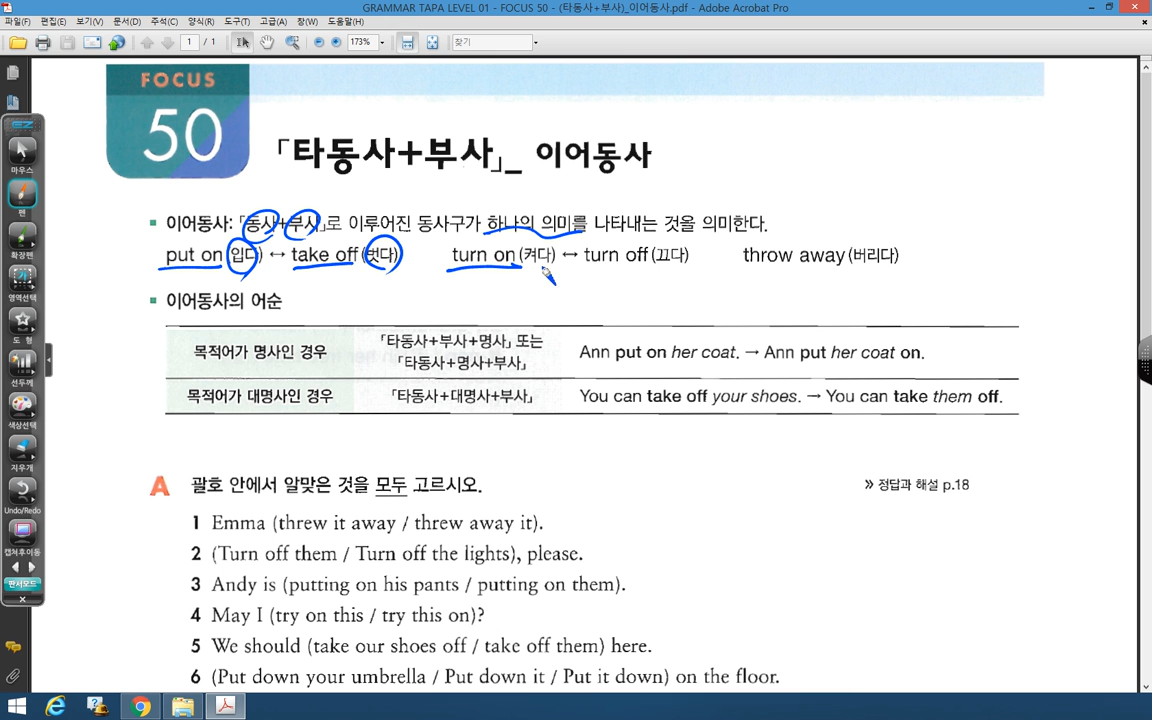 GRAMMAR TAPA LEVEL 01 - FOCUS 50 - (타동사+부사)_이어동사.pdf - Adobe Acrobat Pro
파일(F) 편집(E) 보기(V) 문서(D) 주석(C) 양식(R) 도구(T) 고급(A) 창(W) 도움말(H)
1 / 1 173% 찾기
FOCUS
50
「타동사+부사」_ 이어동사
이어동사: 「동사+부사」로 이루어진 동사구가 하나의 의미를 나타내는 것을 의미한다.
put on (입다) ↔ take off (벗다) turn on (켜다) ↔ turn off (끄다) throw away (버리다)
이어동사의 어순
목적어가 명사인 경우 「타동사+부사+명사」 또는 「타동사+명사+부사」 Ann put on her coat. → Ann put her coat on.
목적어가 대명사인 경우 「타동사+대명사+부사」 You can take off your shoes. → You can take them off.
A 괄호 안에서 알맞은 것을 모두 고르시오. » 정답과 해설 p.18
1 Emma (threw it away / threw away it).
2 (Turn off them / Turn off the lights), please.
3 Andy is (putting on his pants / putting on them).
4 May I (try on this / try this on)?
5 We should (take our shoes off / take off them) here.
6 (Put down your umbrella / Put down it / Put it down) on the floor.
마우스
펜
확장펜
영역선택
도 형
선두께
색상선택
지우개
Undo/Redo
캡쳐후이동
판서모드